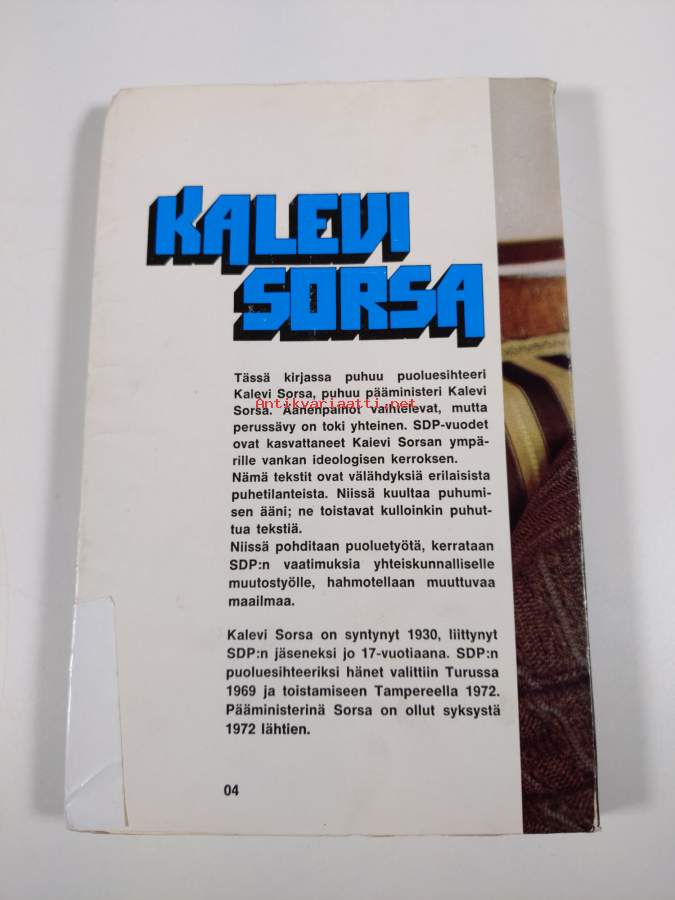 KALEVI
SORSA
Tässä kirjassa puhuu puoluesihteeri
Kalevi Sorsa, puhuu pääministeri Kalevi
Antikvariaatti.net
Sorsa. Äänenpainot vaihtelevat, mutta
perussävy on toki yhteinen. SDP-vuodet
ovat kasvattaneet Kalevi Sorsan ympä-
rille vankan ideologisen kerroksen.
Nämä tekstit ovat välähdyksiä erilaisista
puhetilanteista. Niissä kuultaa puhumi-
sen ääni; ne toistavat kulloinkin puhut-
tua tekstiä.
Niissä pohditaan puoluetyötä, kerrataan
SDP:n vaatimuksia yhteiskunnalliselle
muutostyölle, hahmotellaan muuttuvaa
maailmaa.
Kalevi Sorsa on syntynyt 1930, liittynyt
SDP:n jäseneksi jo 17-vuotiaana. SDP:n
puoluesihteeriksi hänet valittiin Turussa
1969 ja toistamiseen Tampereella 1972.
Pääministerinä Sorsa on ollut syksystä
1972 lähtien.
04